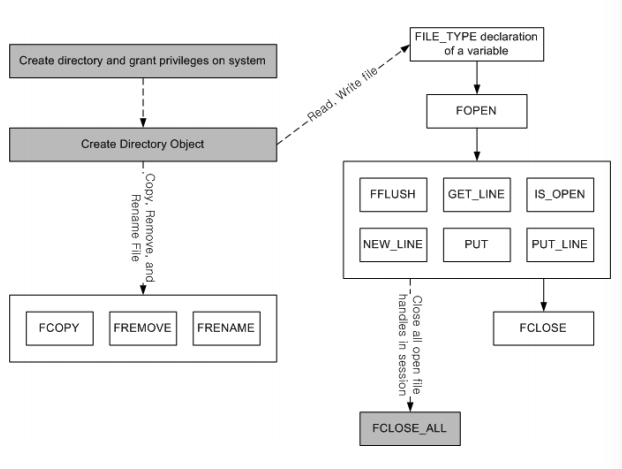 Create directory and grant privileges on system
Create Directory Object
Copy, Remove, and
Rename File
FCOPY
FREMOVE
FRENAME
Read, Write file
FILE_TYPE declaration
of a variable
FOPEN
FFLUSH
GET_LINE
IS_OPEN
NEW_LINE
PUT
PUT_LINE
Close all open file
handles in session
FCLOSE
FCLOSE_ALL